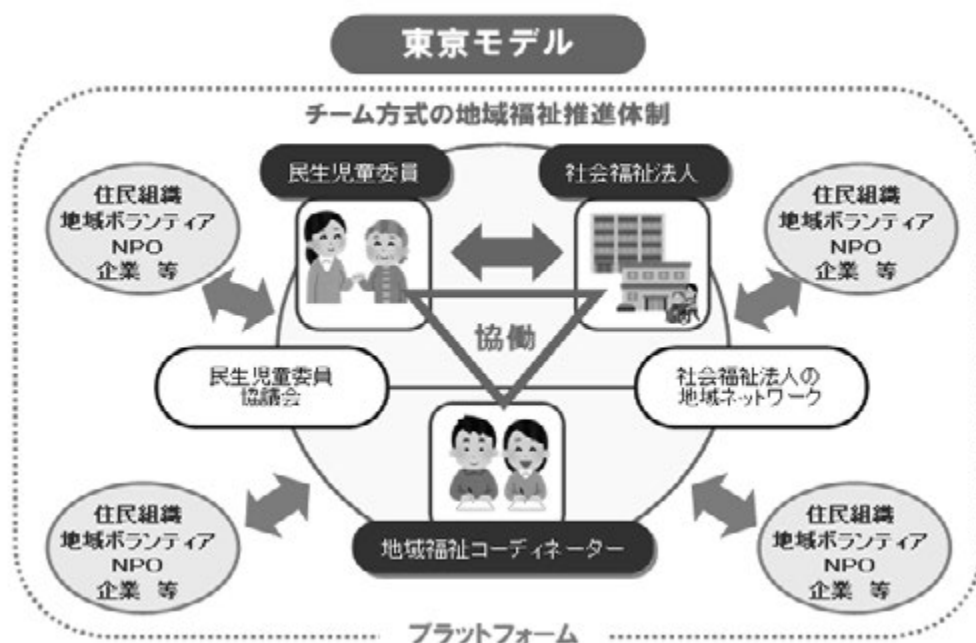 東京モデル
チーム方式の地域福祉推進体制
民生児童委員
社会福祉法人
住民組織
地域ボランティア
NPO
企業 等
住民組織
地域ボランティア
NPO
企業 等
協働
民生児童委員
協議会
社会福祉法人の
地域ネットワーク
住民組織
地域ボランティア
NPO
企業 等
地域福祉コーディネーター
住民組織
地域ボランティア
NPO
企業 等
プラットフォーム